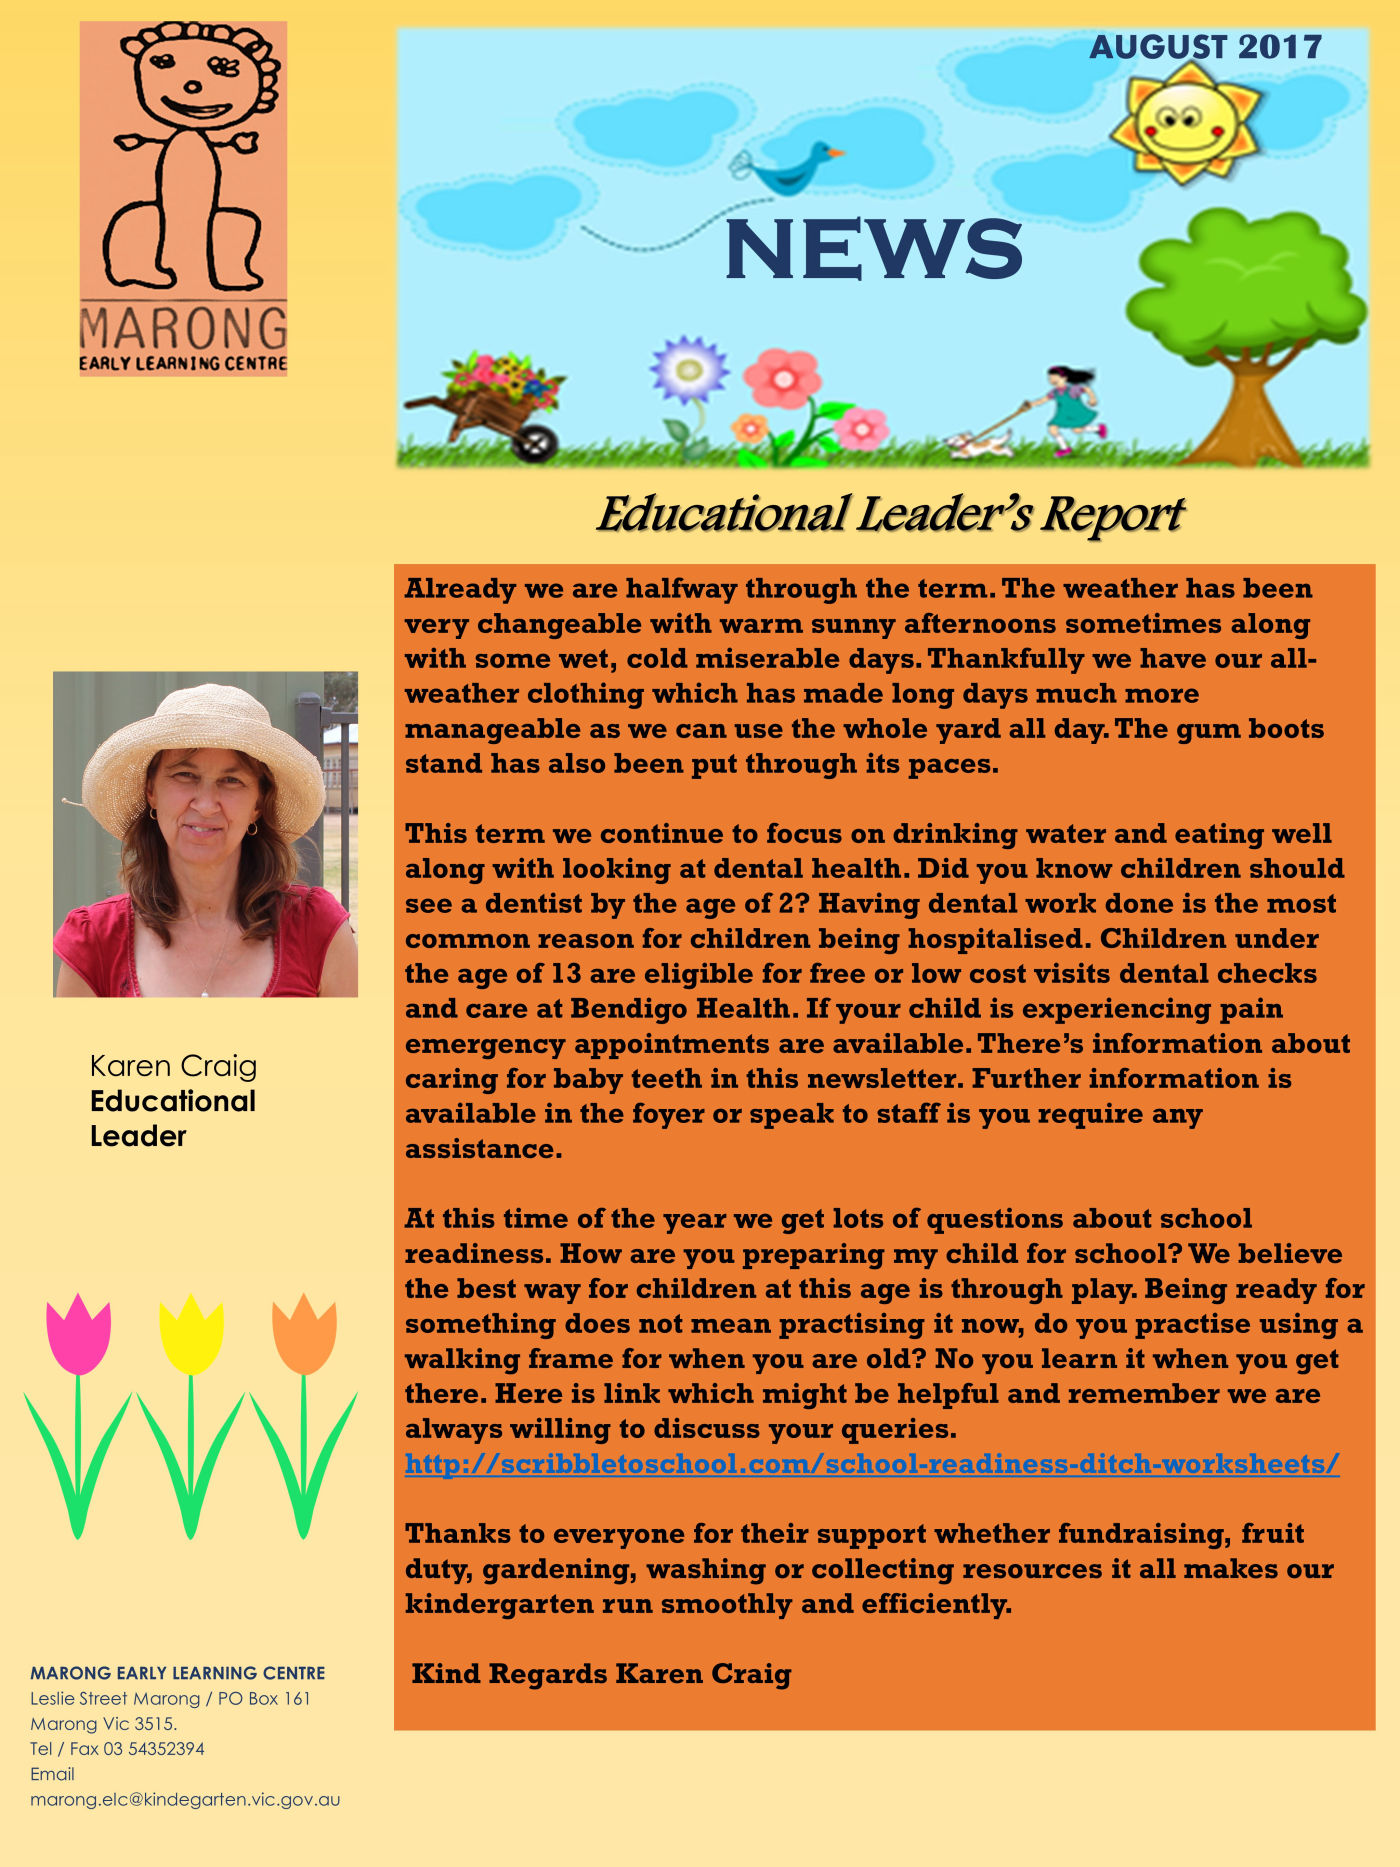 MARONG
EARLY LEARNING CENTRE
AUGUST 2017
NEWS
Educational Leader's Report
Already we are halfway through the term. The weather has been
very changeable with warm sunny afternoons sometimes along
with some wet, cold miserable days. Thankfully we have our all-
weather clothing which has made long days much more
manageable as we can use the whole yard all day. The gum boots
stand has also been put through its paces.
This term we continue to focus on drinking water and eating well
along with looking at dental health. Did you know children should
see a dentist by the age of 2? Having dental work done is the most
common reason for children being hospitalised. Children under
the age of 13 are eligible for free or low cost visits dental checks
and care at Bendigo Health. If your child is experiencing pain
emergency appointments are available. There's information about
caring for baby teeth in this newsletter. Further information is
available in the foyer or speak to staff is you require any
assistance.
At this time of the year we get lots of questions about school
readiness. How are you preparing my child for school? We believe
the best way for children at this age is through play. Being ready for
something does not mean practising it now, do you practise using a
walking frame for when you are old? No you learn it when you get
there. Here is link which might be helpful and remember we are
always willing to discuss your queries.
http://scribbletoschool.com/school-readiness-ditch-worksheets/
Thanks to everyone for their support whether fundraising, fruit
duty, gardening, washing or collecting resources it all makes our
kindergarten run smoothly and efficiently.
Kind Regards Karen Craig
Karen Craig
Educational
Leader
MARONG EARLY LEARNING CENTRE
Leslie Street Marong / PO Box 161
Marong Vic 3515.
Tel / Fax 03 54352394
Email
marong.elc@kindegarten.vic.gov.au